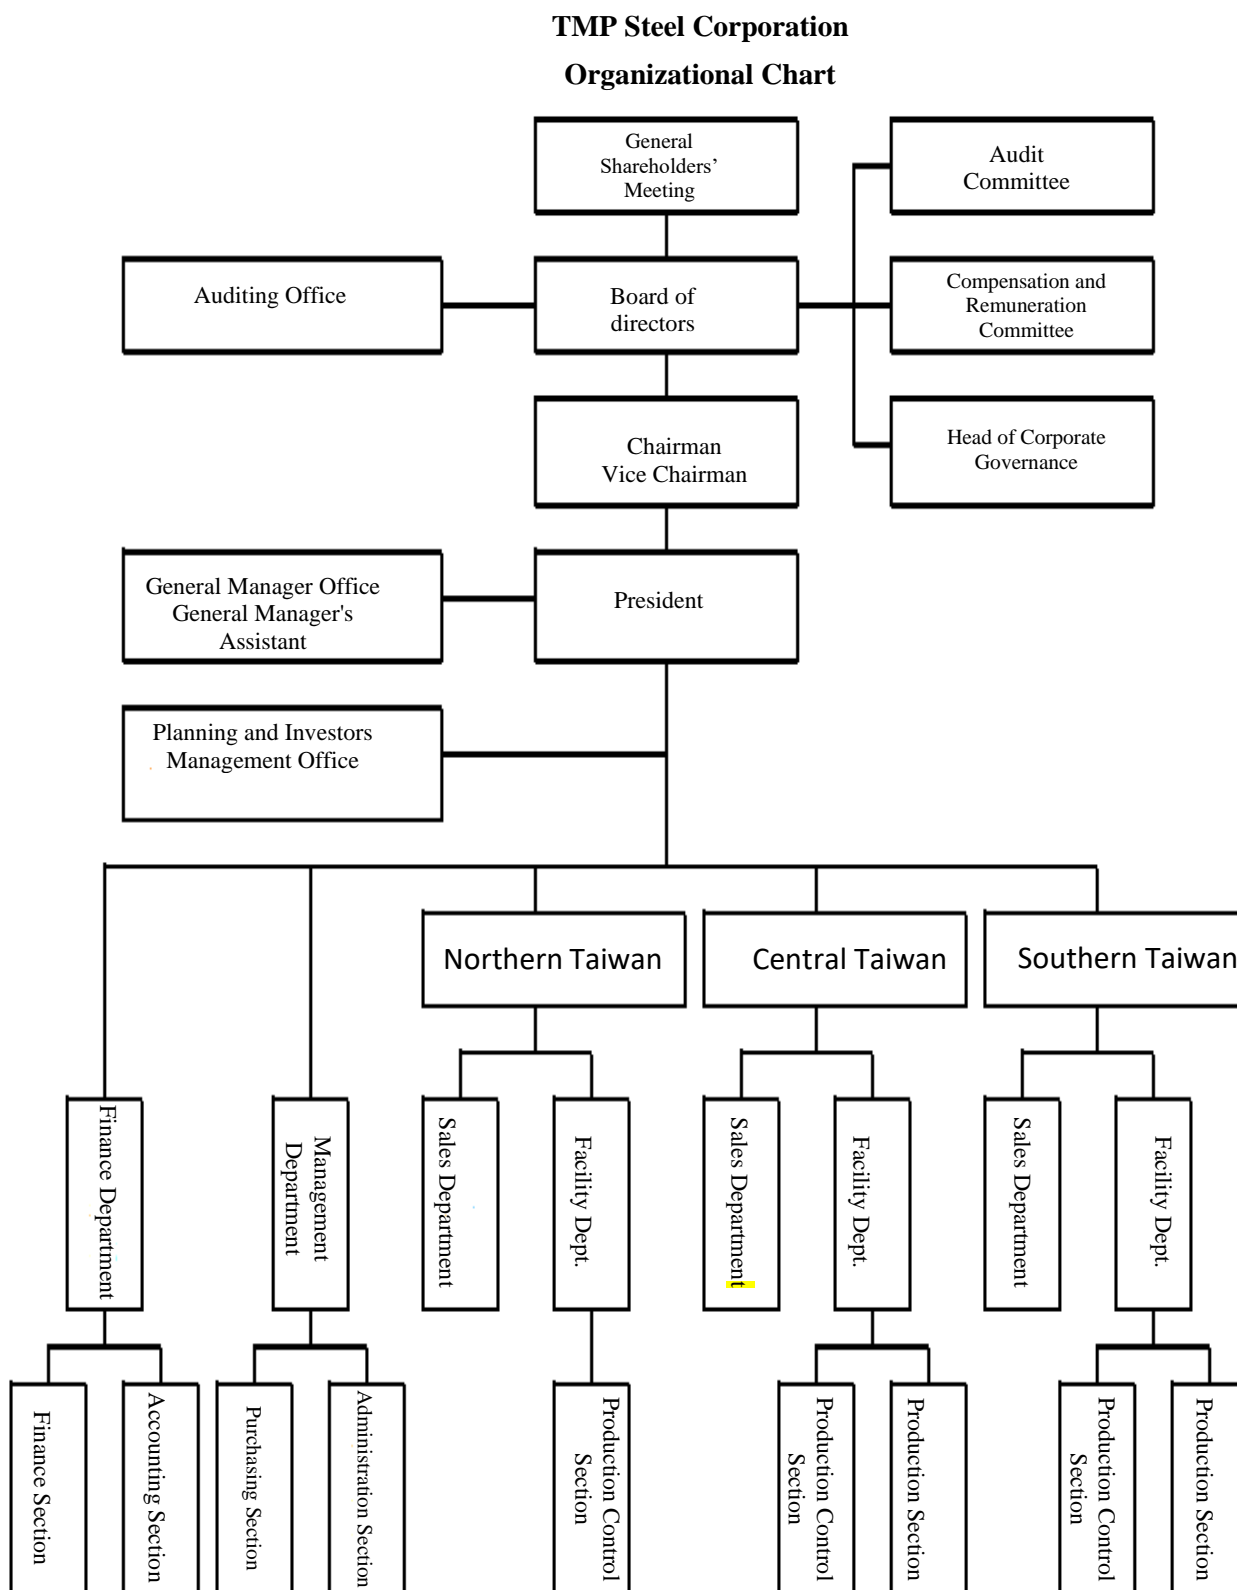 TMP Steel Corporation
Organizational Chart
General
Shareholders’
Meeting
Audit
Committee
Auditing Office
Board of
directors
Compensation and
Remuneration
Committee
Chairman
Vice Chairman
Head of Corporate
Governance
General Manager Office
General Manager's
Assistant
President
Planning and Investors
Management Office
Northern Taiwan
Central Taiwan
Southern Taiwan
Finance Department
Management
Department
Sales Department
Facility Dept.
Sales Department
Facility Dept.
Sales Department
Facility Dept.
Finance Section
Accounting Section
Purchasing Section
Administration Section
Production Control
Section
Production Control
Section
Production Section
Production Control
Section
Production Section